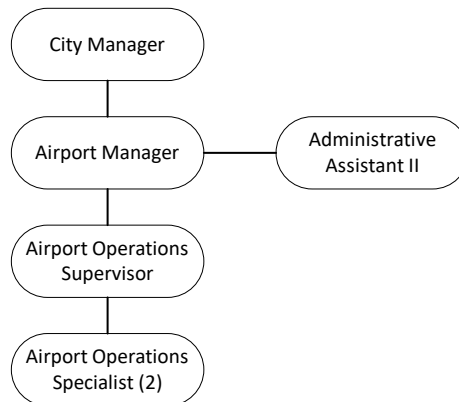 City Manager
Airport Manager
Administrative
Assistant II
Airport Operations
Supervisor
Airport Operations
Specialist (2)